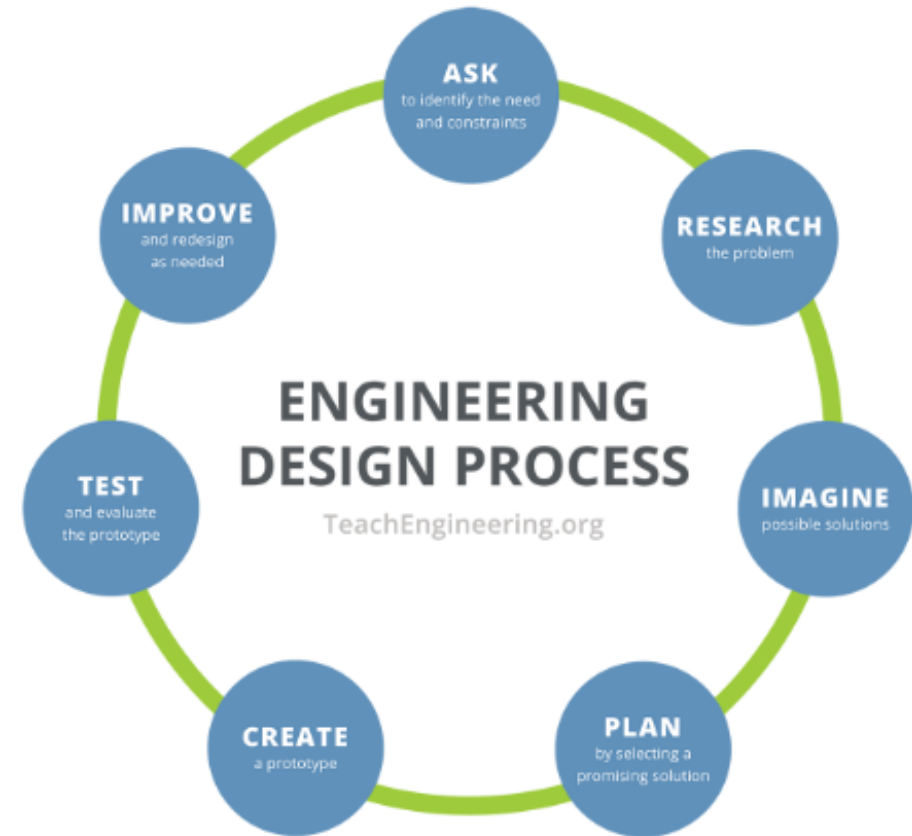 ASK
to identify the need
and constraints
RESEARCH
the problem
IMAGINE
possible solutions
PLAN
by selecting a
promising solution
CREATE
a prototype
TEST
and evaluate
the prototype
IMPROVE
and redesign
as needed
ENGINEERING
DESIGN PROCESS
TeachEngineering.org